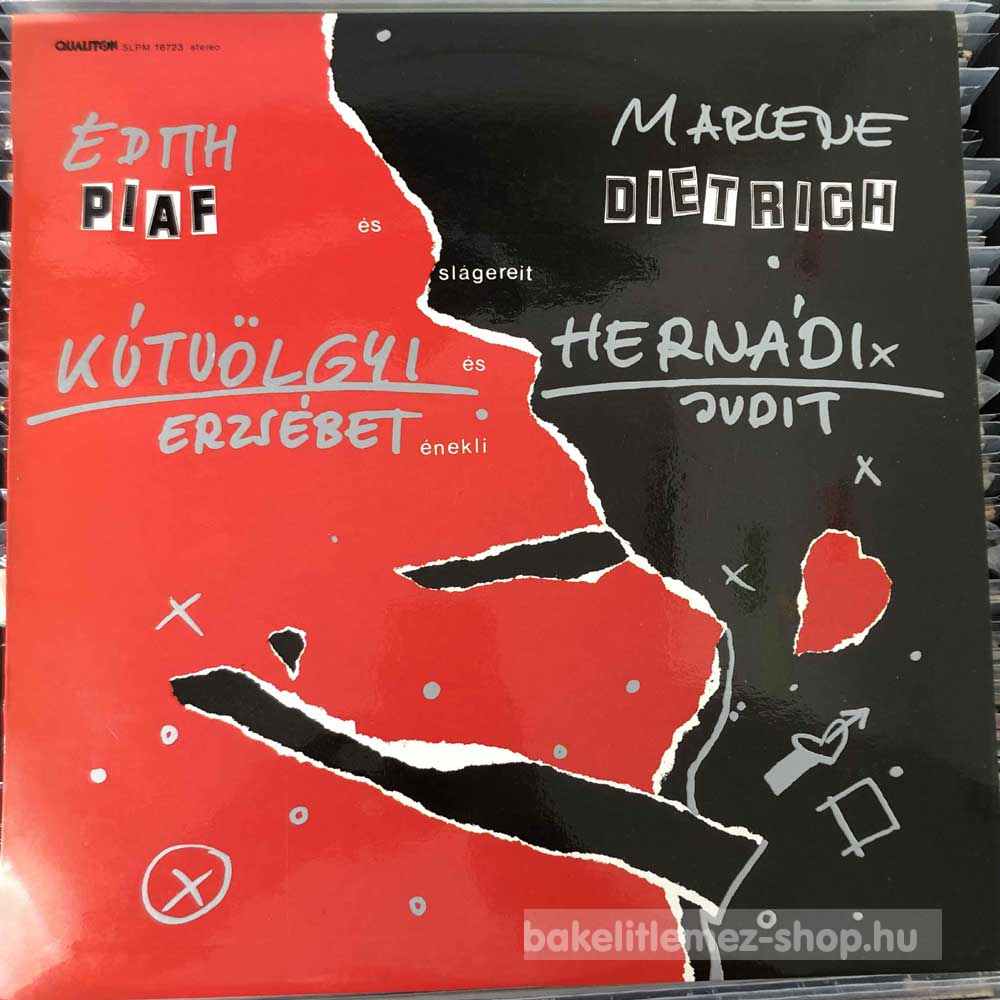 QUALITON SLPM 16723 stereo
ÉDITH
PIAF
és
MARLENE
DIETRICH
slágereit
KÚTVÖLGYI
ERZSÉBET
és
HERNÁDI
JUDIT
énekli
bakelitlemez-shop.hu